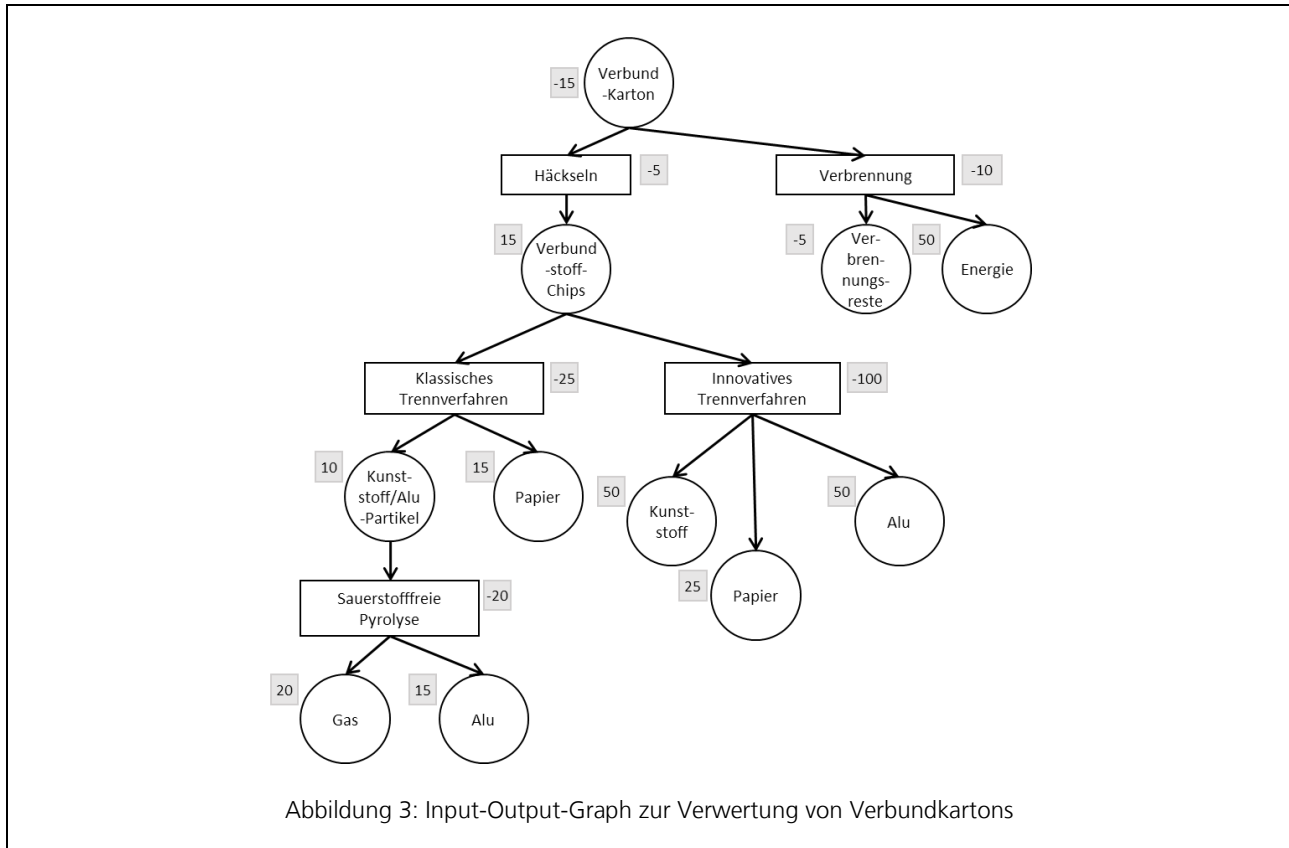 -15
Verbund
-Karton
Häckseln
-5
Verbrennung
-10
15
Verbund
-stoff-
Chips
-5
Ver-
bren-
nungs-
reste
50
Energie
Klassisches
Trennverfahren
-25
Innovatives
Trennverfahren
-100
10
Kunst-
stoff/Alu
-Partikel
15
Papier
50
Kunst-
stoff
25
Papier
50
Alu
Sauerstofffreie
Pyrolyse
-20
20
Gas
15
Alu
Abbildung 3: Input-Output-Graph zur Verwertung von Verbundkartons